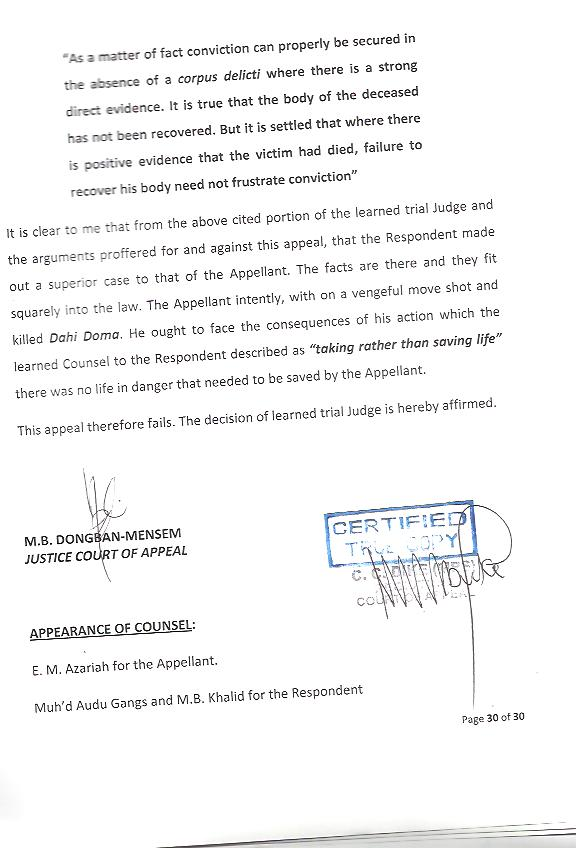 "As a matter of fact conviction can properly be secured in
the absence of a corpus delicti where there is a strong
direct evidence. It is true that the body of the deceased
has not been recovered. But it is settled that where there
is positive evidence that the victim had died, failure to
recover his body need not frustrate conviction"
It is clear to me that from the above cited portion of the learned trial Judge and
the arguments proffered for and against this appeal, that the Respondent made
out a superior case to that of the Appellant. The facts are there and they fit
squarely into the law. The Appellant intently, with on a vengeful move shot and
killed Dahi Doma. He ought to face the consequences of his action which the
learned Counsel to the Respondent described as "taking rather than saving life"
there was no life in danger that needed to be saved by the Appellant.
This appeal therefore fails. The decision of learned trial Judge is hereby affirmed.
M.B. DONGBAN-MENSEM
JUSTICE COURT OF APPEAL
CERTIFIED
TRUE COPY
APPEARANCE OF COUNSEL:
E. M. Azariah for the Appellant.
Muh'd Audu Gangs and M.B. Khalid for the Respondent
Page 30 of 30